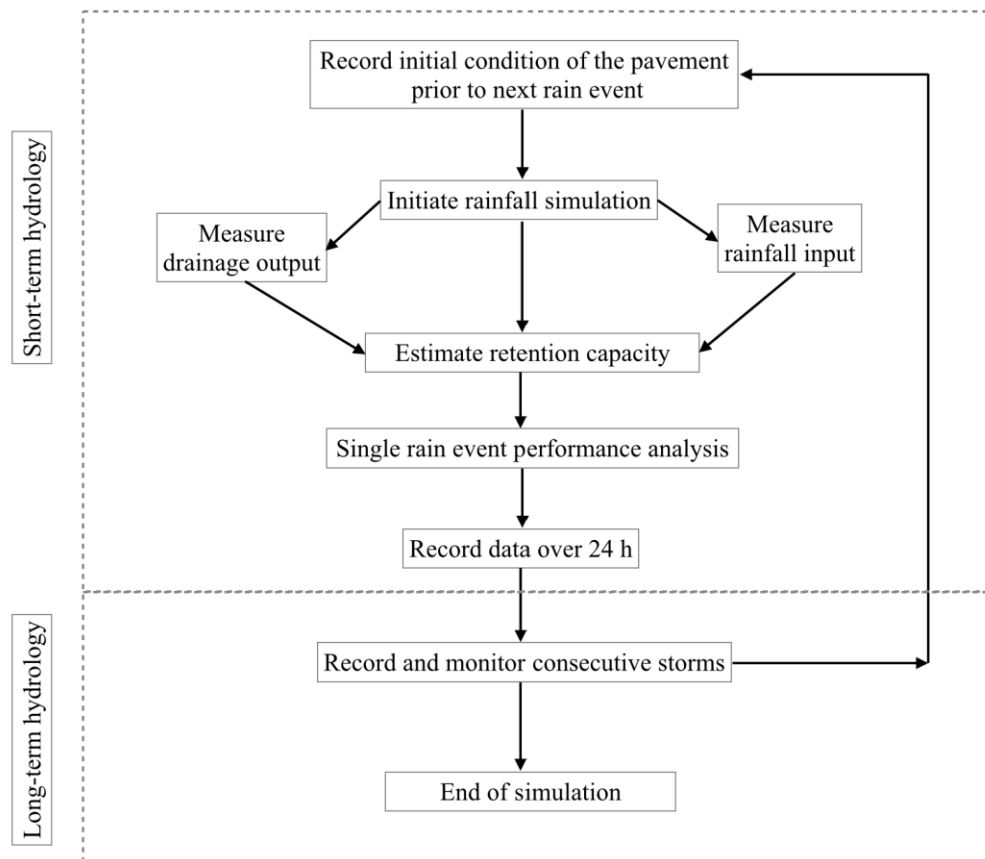 Short-term hydrology
Record initial condition of the pavement
prior to next rain event
Initiate rainfall simulation
Measure
drainage output
Measure
rainfall input
Estimate retention capacity
Single rain event performance analysis
Record data over 24 h
Long-term hydrology
Record and monitor consecutive storms
End of simulation